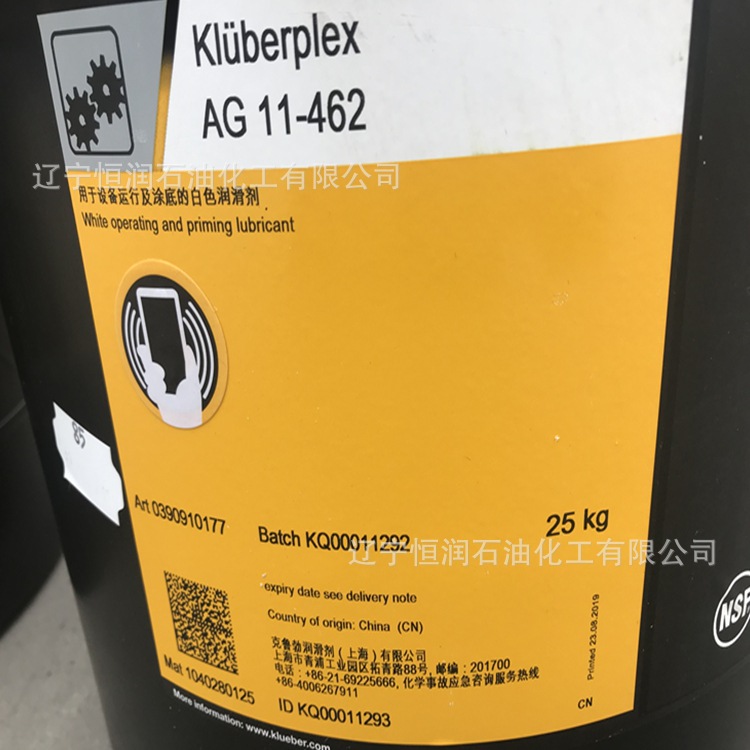 Klüberplex
AG 11-462
辽宁恒润石油化工有限公司
用于设备运行及涂底的白色润滑剂
White operating and priming lubricant
85
Art 0390910177
Batch KQ00011292
25 kg
辽宁恒润石油化工有限公司
expiry date see delivery note
Country of origin: China (CN)
克鲁勃润滑剂（上海）有限公司
上海市青浦工业园区拓青路88号, 邮编：201700
电话：+86-21-69225666, 化学事故应急咨询服务热线
+86-4006267911
Mat 1040280125
ID KQ00011293
More information: www.klueber.com
Printed 23.08.2019
CN
NSF